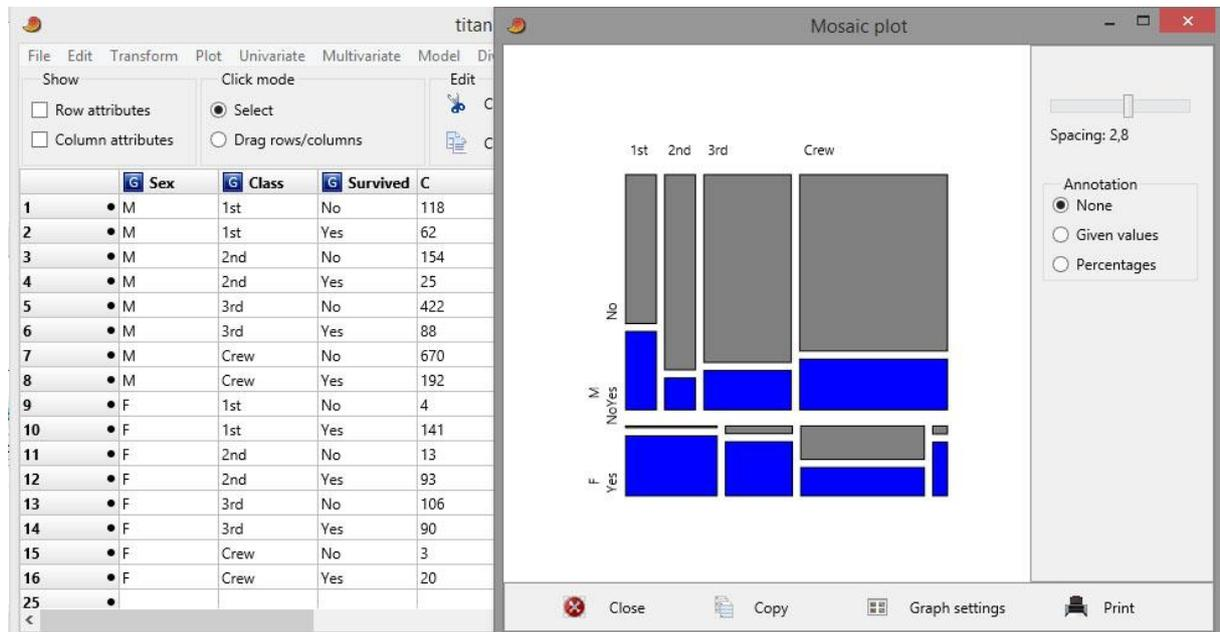 titan
File Edit Transform Plot Univariate Multivariate Model Di
Show
Row attributes
Column attributes
Click mode
Select
Drag rows/columns
Edit
C
C
Sex Class Survived C
1 M 1st No 118
2 M 1st Yes 62
3 M 2nd No 154
4 M 2nd Yes 25
5 M 3rd No 422
6 M 3rd Yes 88
7 M Crew No 670
8 M Crew Yes 192
9 F 1st No 4
10 F 1st Yes 141
11 F 2nd No 13
12 F 2nd Yes 93
13 F 3rd No 106
14 F 3rd Yes 90
15 F Crew No 3
16 F Crew Yes 20
25
Mosaic plot
1st 2nd 3rd Crew
No
M
NoYes
F
Yes
Spacing: 2,8
Annotation
None
Given values
Percentages
Close Copy Graph settings Print